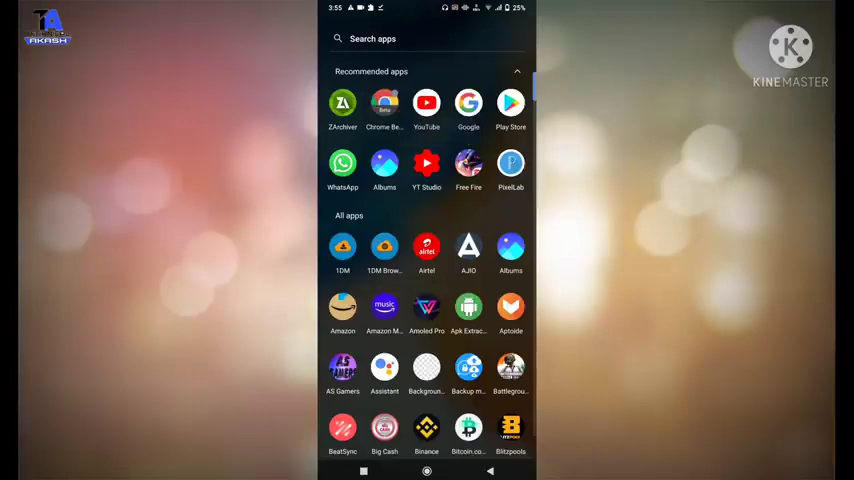 3:55
25%
TA
AKASH
K
KINEMASTER
Search apps
Recommended apps
ZArchiver Chrome Be... YouTube Google Play Store
WhatsApp Albums YT Studio Free Fire PixelLab
All apps
1DM 1DM Brow... Airtel AJIO Albums
Amazon Amazon M... Amoled Pro Apk Extrac... Aptoide
AS Gamers Assistant Backgroun... Backup m... Battlegrou...
BeatSync Big Cash Binance Bitcoin.co... Blitzpools